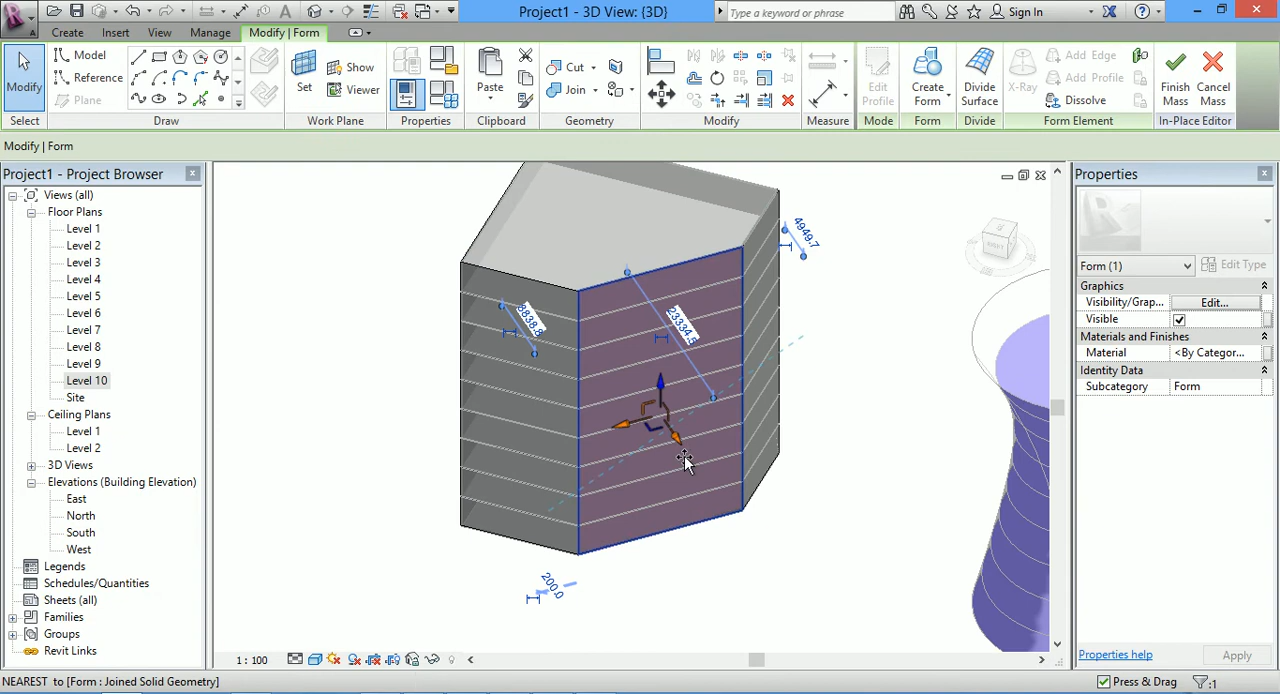 Project1 - 3D View: {3D}
Type a keyword or phrase
Sign In
Create Insert View Manage Modify | Form
Modify
Model
Reference
Plane
Set
Show
Viewer
Paste
Cut
Join
Edit
Profile
Create
Form
Divide
Surface
X-Ray
Add Edge
Add Profile
Dissolve
Finish
Mass
Cancel
Mass
Select Draw Work Plane Properties Clipboard Geometry Modify Measure Mode Form Divide Form Element In-Place Editor
Modify | Form
Project1 - Project Browser
Views (all)
Floor Plans
Level 1
Level 2
Level 3
Level 4
Level 5
Level 6
Level 7
Level 8
Level 9
Level 10
Site
Ceiling Plans
Level 1
Level 2
3D Views
Elevations (Building Elevation)
East
North
South
West
Legends
Schedules/Quantities
Sheets (all)
Families
Groups
Revit Links
4949.7
8838.8
23334.5
200.0
Properties
Form (1)
Edit Type
Graphics
Visibility/Grap... Edit...
Visible
Materials and Finishes
Material <By Categor...
Identity Data
Subcategory Form
Properties help
Apply
1 : 100
NEAREST to [Form : Joined Solid Geometry]
Press & Drag
:1